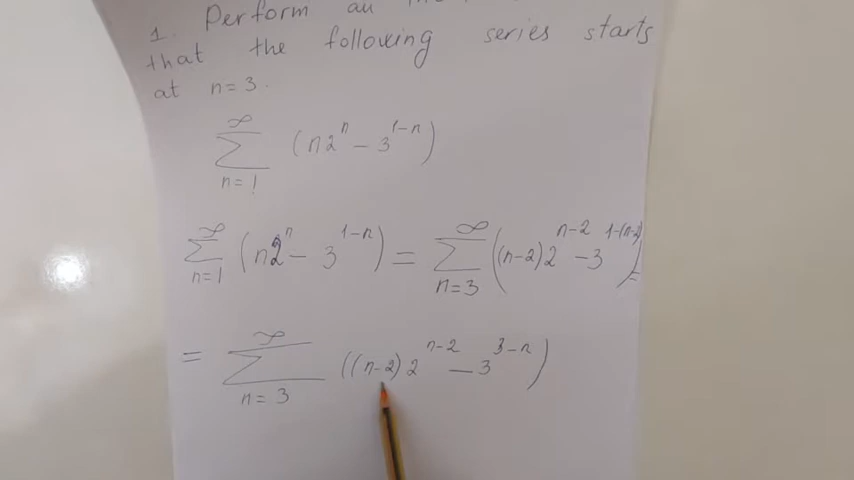 1. Perform an
that the following series starts
at n=3.
∞
∑ (n2^n − 3^{1−n})
n=1
∑_{n=1}^{∞} (n2^n − 3^{1−n}) = ∑_{n=3}^{∞} ((n−2)2^{n−2} − 3^{1−(n−2)}) =
= ∑_{n=3}^{∞} ((n−2)2^{n−2} − 3^{3−n})